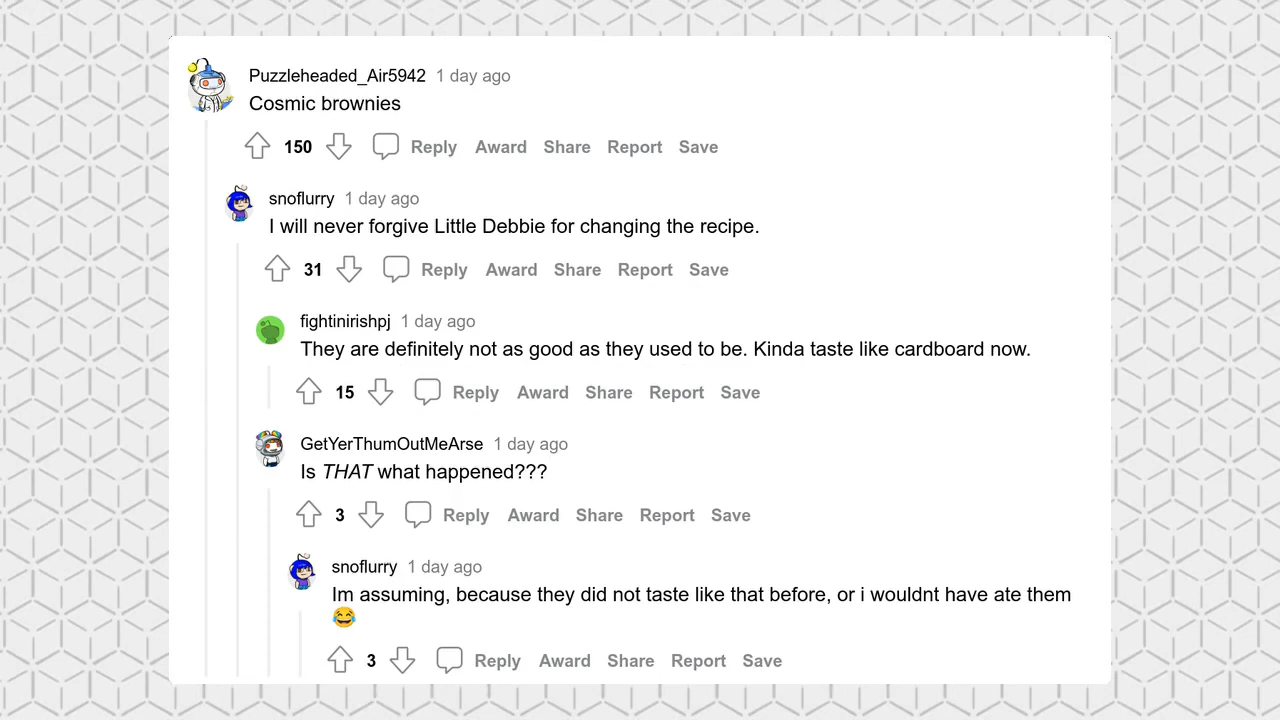 Puzzleheaded_Air5942 1 day ago
Cosmic brownies
150 Reply Award Share Report Save
snoflurry 1 day ago
I will never forgive Little Debbie for changing the recipe.
31 Reply Award Share Report Save
fightinirishpj 1 day ago
They are definitely not as good as they used to be. Kinda taste like cardboard now.
15 Reply Award Share Report Save
GetYerThumOutMeArse 1 day ago
Is THAT what happened???
3 Reply Award Share Report Save
snoflurry 1 day ago
Im assuming, because they did not taste like that before, or i wouldnt have ate them
😂
3 Reply Award Share Report Save